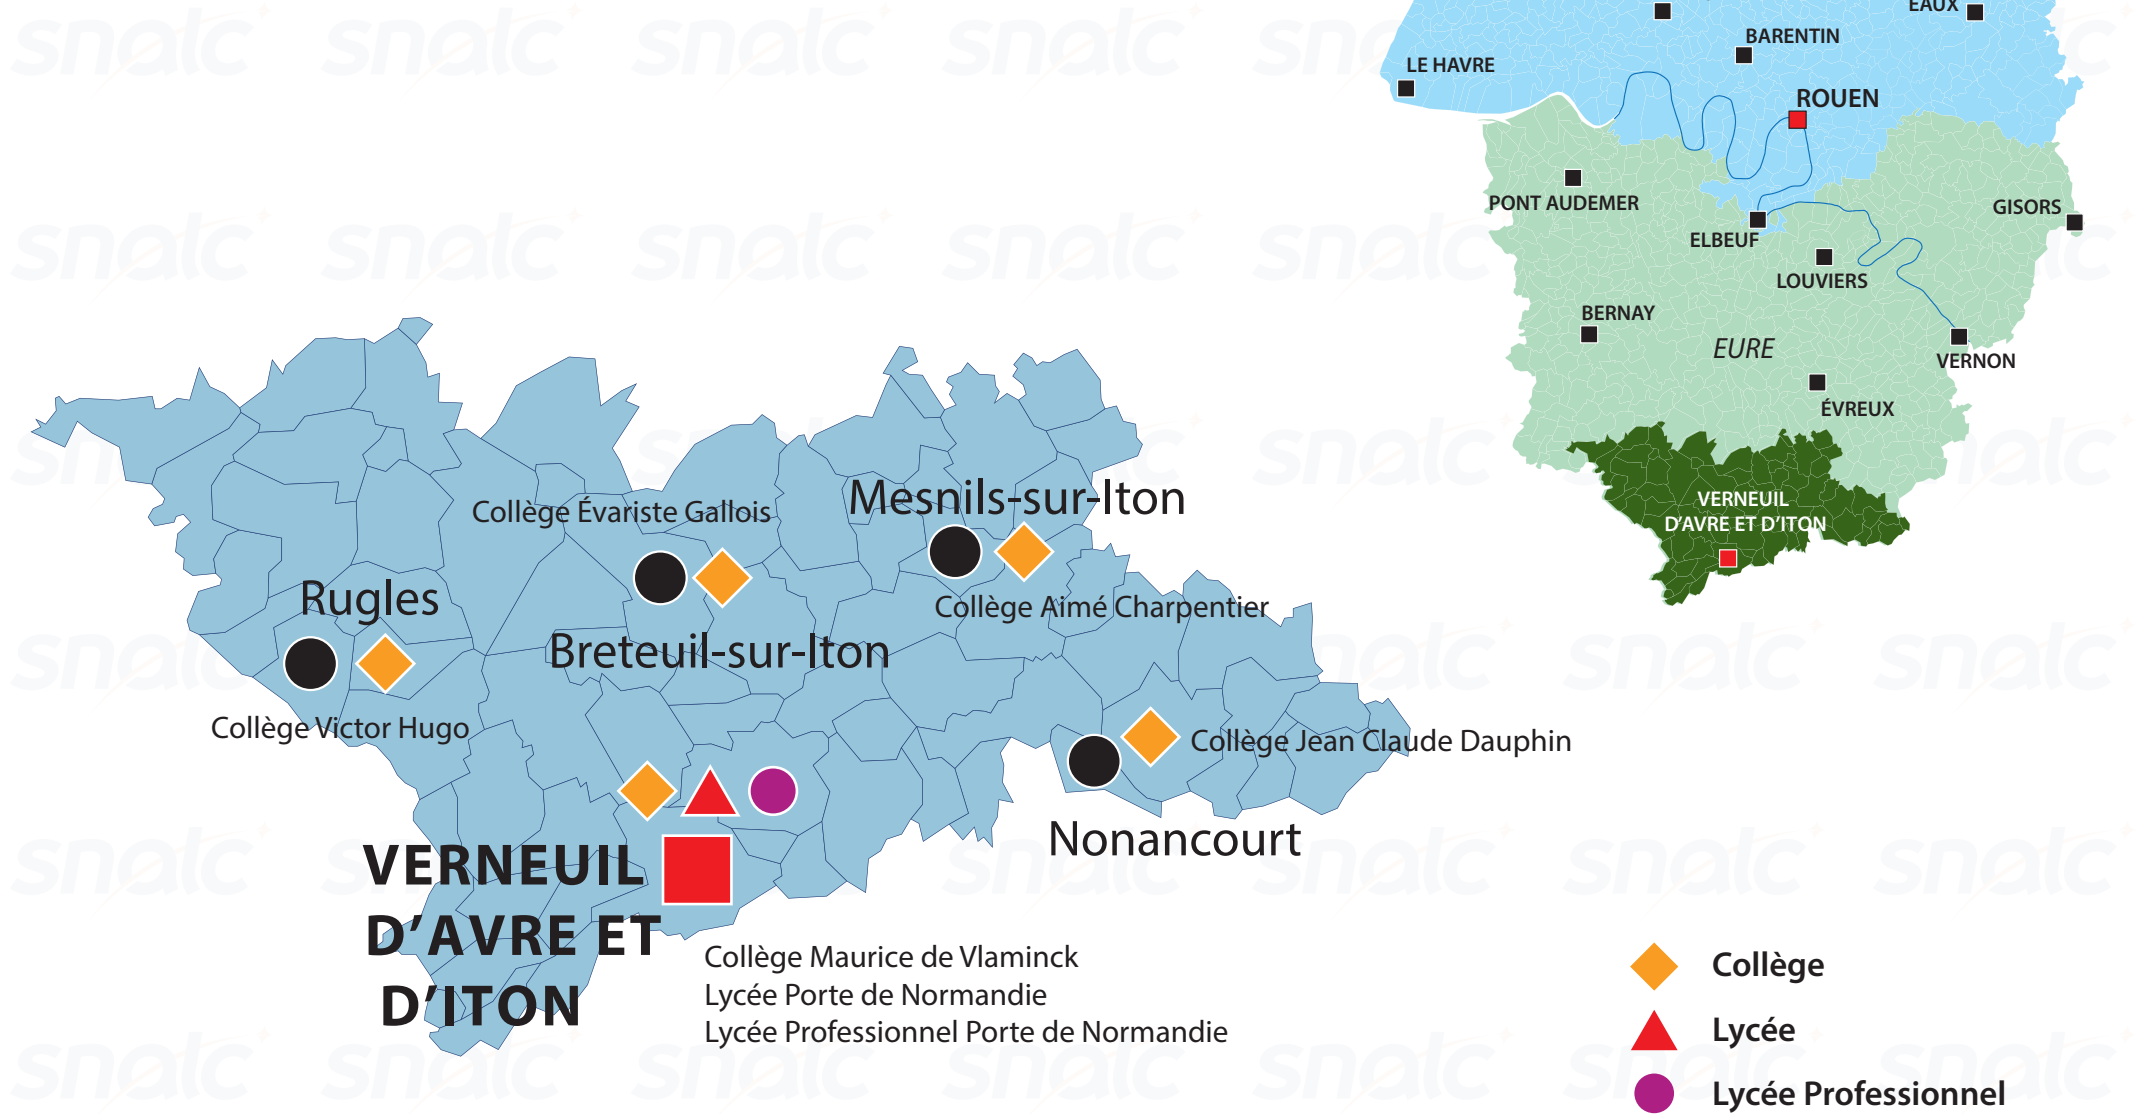 EAUX
BARENTIN
LE HAVRE
ROUEN
PONT AUDEMER
GISORS
ELBEUF
LOUVIERS
BERNAY
EURE
VERNON
ÉVREUX
VERNEUIL
D'AVRE ET D'ITON
Mesnils-sur-Iton
Collège Évariste Gallois
Rugles
Collège Aimé Charpentier
Breteuil-sur-Iton
Collège Victor Hugo
Collège Jean Claude Dauphin
Nonancourt
VERNEUIL
D'AVRE ET
D'ITON
Collège Maurice de Vlaminck
Lycée Porte de Normandie
Lycée Professionnel Porte de Normandie
Collège
Lycée
Lycée Professionnel
snalc